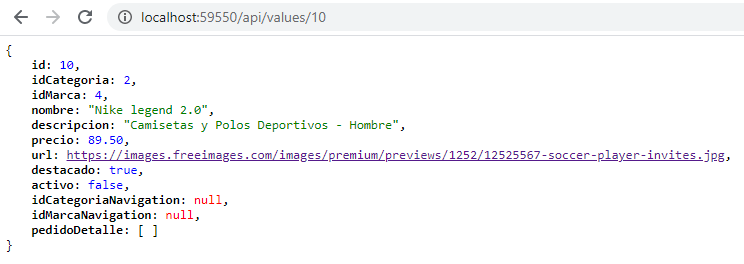 localhost:59550/api/values/10
{
id: 10,
idCategoria: 2,
idMarca: 4,
nombre: "Nike legend 2.0",
descripcion: "Camisetas y Polos Deportivos - Hombre",
precio: 89.50,
url: https://images.freeimages.com/images/premium/previews/1252/12525567-soccer-player-invites.jpg,
destacado: true,
activo: false,
idCategoriaNavigation: null,
idMarcaNavigation: null,
pedidoDetalle: [ ]
}